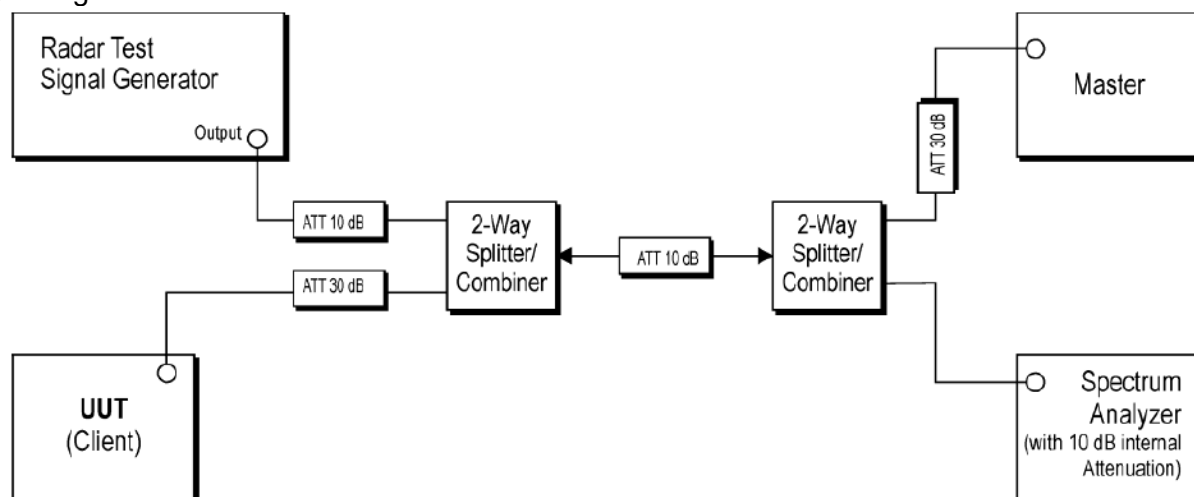 Radar Test
Signal Generator
Output
ATT 10 dB
ATT 30 dB
2-Way
Splitter/
Combiner
ATT 10 dB
2-Way
Splitter/
Combiner
ATT 30 dB
Master
UUT
(Client)
Spectrum
Analyzer
(with 10 dB internal
Attenuation)